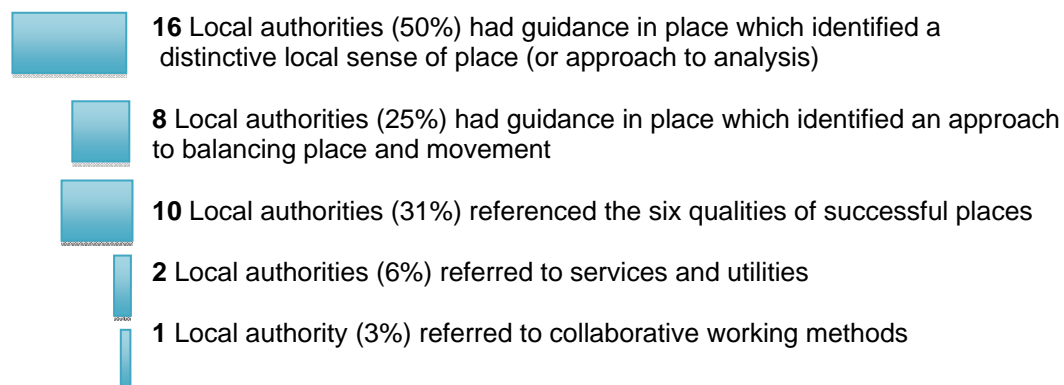 16 Local authorities (50%) had guidance in place which identified a
distinctive local sense of place (or approach to analysis)
8 Local authorities (25%) had guidance in place which identified an approach
to balancing place and movement
10 Local authorities (31%) referenced the six qualities of successful places
2 Local authorities (6%) referred to services and utilities
1 Local authority (3%) referred to collaborative working methods